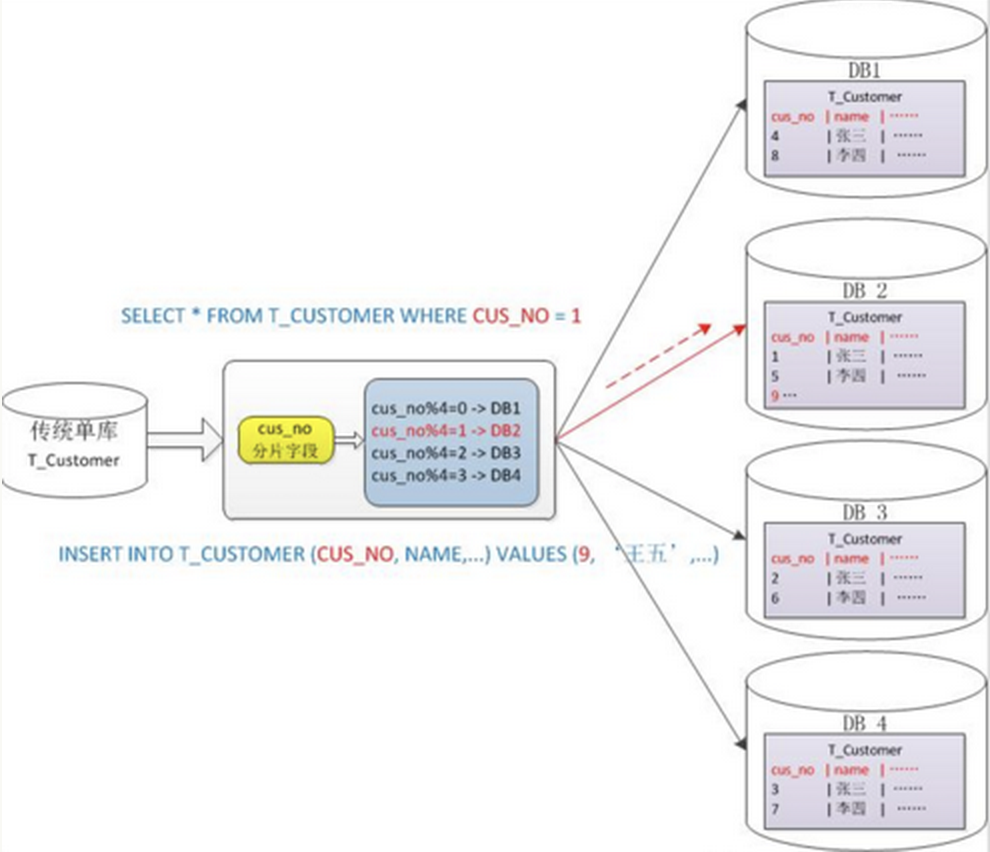 SELECT * FROM T_CUSTOMER WHERE CUS_NO = 1
传统单库
T_Customer
cus_no
分片字段
cus_no%4=0 -> DB1
cus_no%4=1 -> DB2
cus_no%4=2 -> DB3
cus_no%4=3 -> DB4
INSERT INTO T_CUSTOMER (CUS_NO, NAME,...) VALUES (9, ‘王五’,...)
DB1
T_Customer
cus_no | name | ······
4 | 张三 | ······
8 | 李四 | ······
DB 2
T_Customer
cus_no | name | ······
1 | 张三 | ······
5 | 李四 | ······
9 ···
DB 3
T_Customer
cus_no | name | ······
2 | 张三 | ······
6 | 李四 | ······
DB 4
T_Customer
cus_no | name | ······
3 | 张三 | ······
7 | 李四 | ······